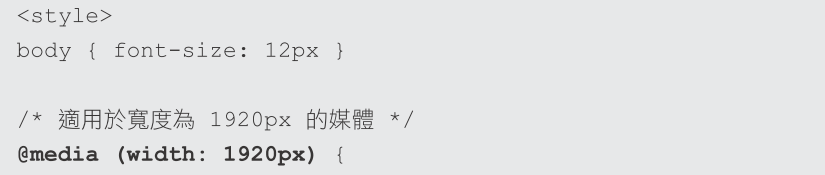 <style>
body { font-size: 12px }
/* 適用於寬度為 1920px 的媒體 */
@media (width: 1920px) {